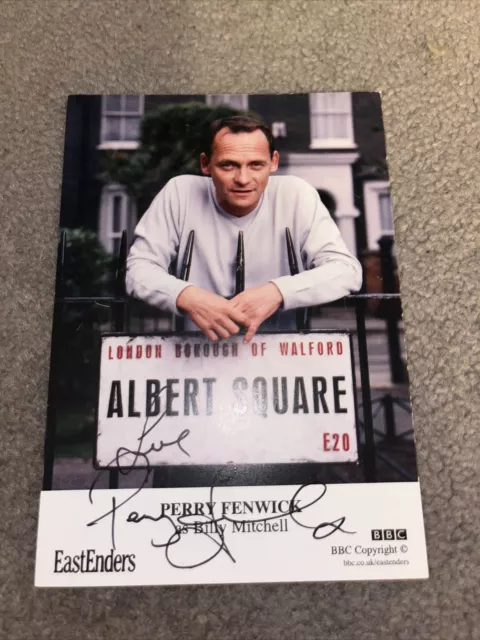 LONDON BOROUGH OF WALFORD
ALBERT SQUARE
E20
Love
PERRY FENWICK
as Billy Mitchell
EastEnders
BBC
BBC Copyright ©
bbc.co.uk/eastenders